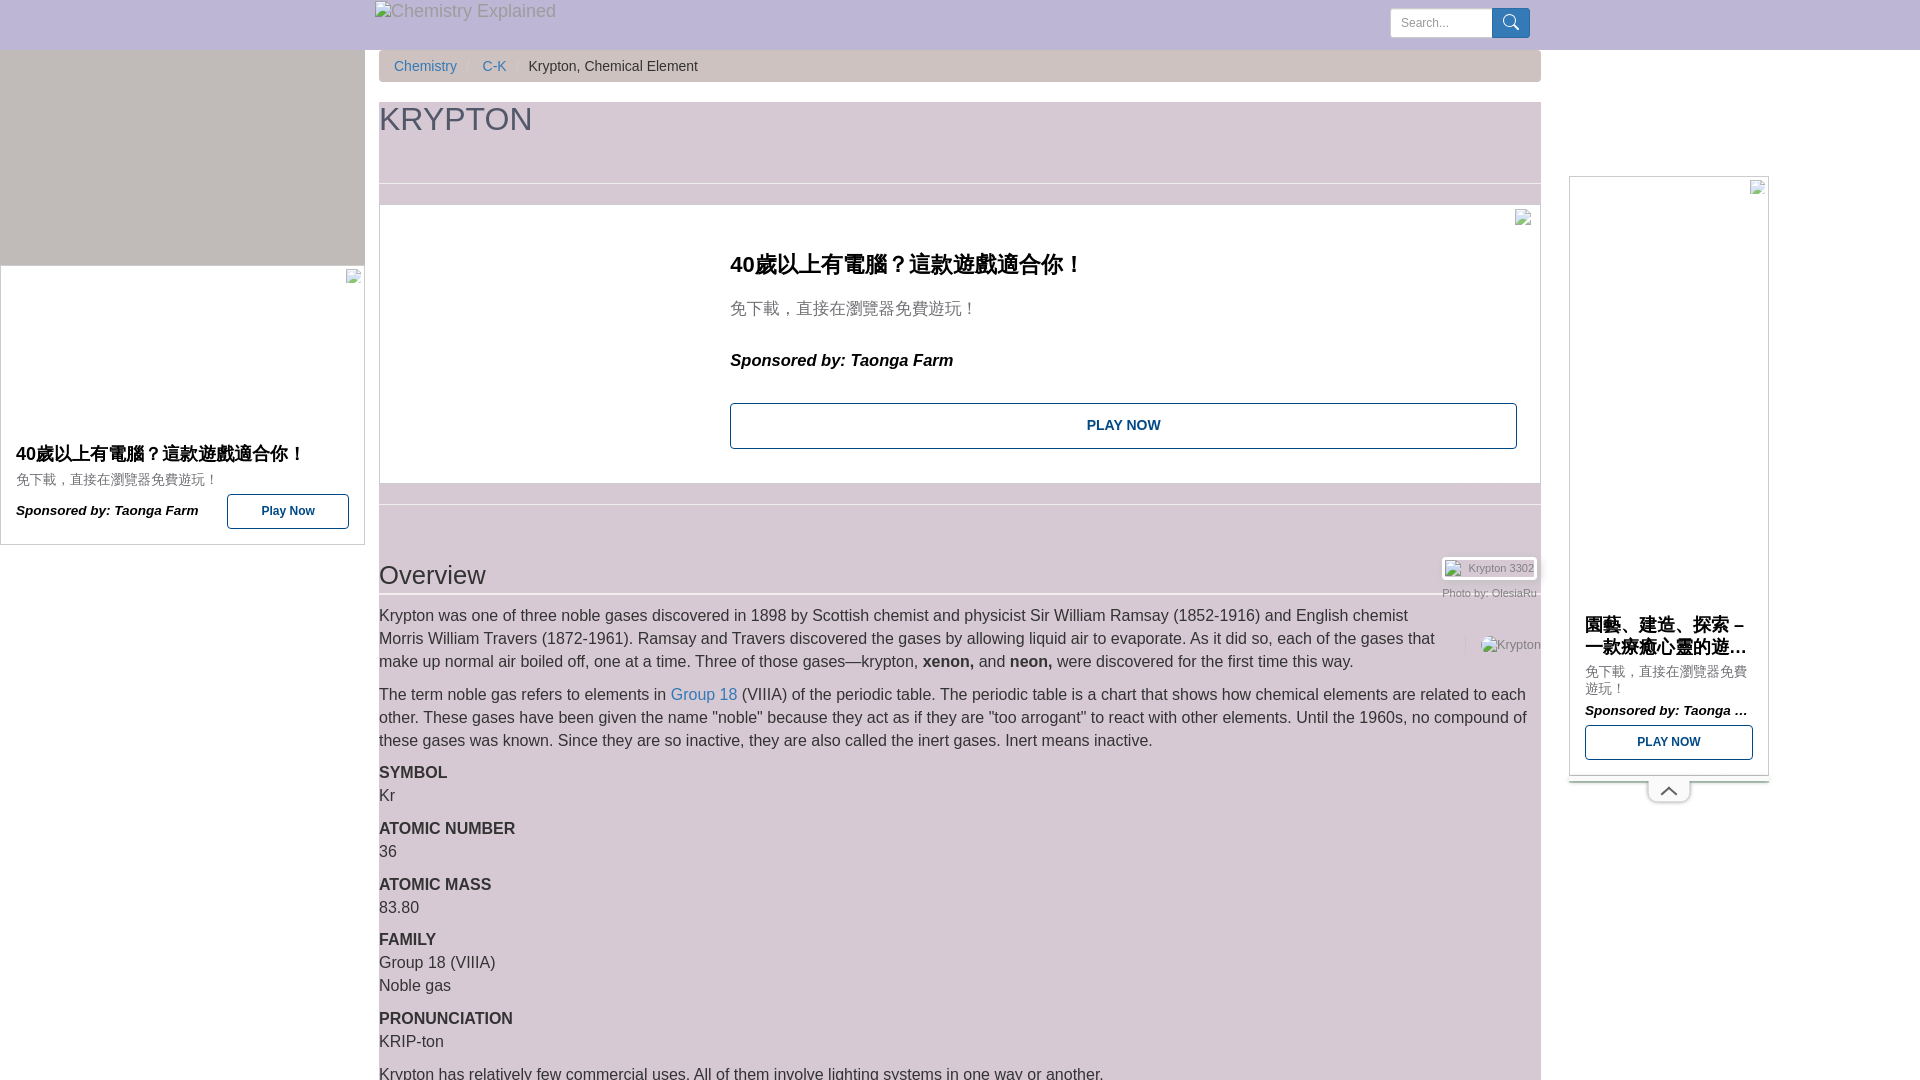 Chemistry Explained
Search...
Chemistry C-K Krypton, Chemical Element
KRYPTON
40歲以上有電腦？這款遊戲適合你！
免下載，直接在瀏覽器免費遊玩！
Sponsored by: Taonga Farm
PLAY NOW
40歲以上有電腦？這款遊戲適合你！
免下載，直接在瀏覽器免費遊玩！
Sponsored by: Taonga Farm
Play Now
Overview
Krypton 3302
Photo by: OlesiaRu
Krypton was one of three noble gases discovered in 1898 by Scottish chemist and physicist Sir William Ramsay (1852-1916) and English chemist
Morris William Travers (1872-1961). Ramsay and Travers discovered the gases by allowing liquid air to evaporate. As it did so, each of the gases that
make up normal air boiled off, one at a time. Three of those gases—krypton, xenon, and neon, were discovered for the first time this way.
Krypton
The term noble gas refers to elements in Group 18 (VIIIA) of the periodic table. The periodic table is a chart that shows how chemical elements are related to each
other. These gases have been given the name "noble" because they act as if they are "too arrogant" to react with other elements. Until the 1960s, no compound of
these gases was known. Since they are so inactive, they are also called the inert gases. Inert means inactive.
SYMBOL
Kr
ATOMIC NUMBER
36
ATOMIC MASS
83.80
FAMILY
Group 18 (VIIIA)
Noble gas
PRONUNCIATION
KRIP-ton
Krypton has relatively few commercial uses. All of them involve lighting systems in one way or another.
園藝、建造、探索 –
一款療癒心靈的遊…
免下載，直接在瀏覽器免費
遊玩！
Sponsored by: Taonga …
PLAY NOW